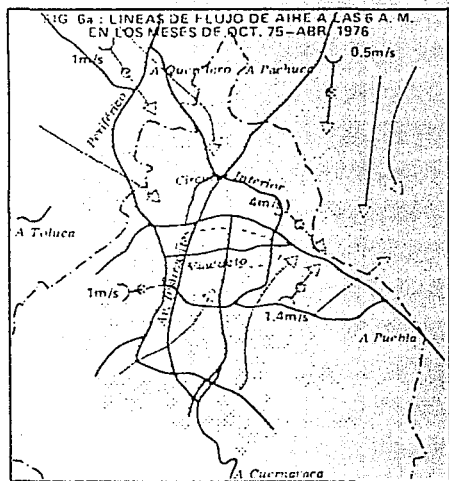 FIG 6a : LINEAS DE FLUJO DE AIRE A LAS 6 A. M.
EN LOS MESES DE OCT. 75-ABR. 1976
1m/s
0.5m/s
A Queretaro
A Pachuca
Periférico
Circuito Interior
4m/s
A Toluca
Viaducto
1m/s
1.4m/s
A Puebla
A Cuernavaca